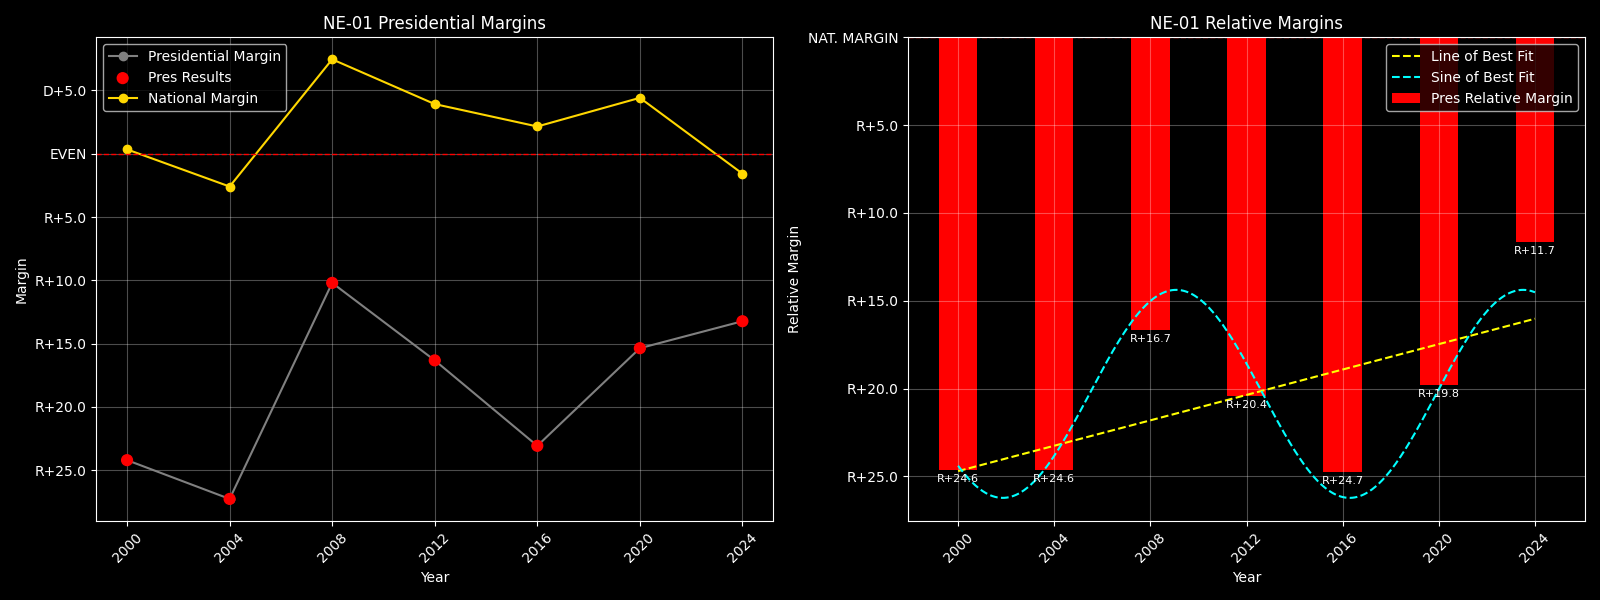 NE-01 Presidential Margins
Presidential Margin
Pres Results
National Margin
D+5.0
EVEN
R+5.0
R+10.0
R+15.0
R+20.0
R+25.0
Margin
2000
2004
2008
2012
2016
2020
2024
Year
NE-01 Relative Margins
NAT. MARGIN
R+5.0
R+10.0
R+15.0
R+20.0
R+25.0
Relative Margin
Line of Best Fit
Sine of Best Fit
Pres Relative Margin
R+24.6
R+24.6
R+16.7
R+20.4
R+24.7
R+19.8
R+11.7
2000
2004
2008
2012
2016
2020
2024
Year